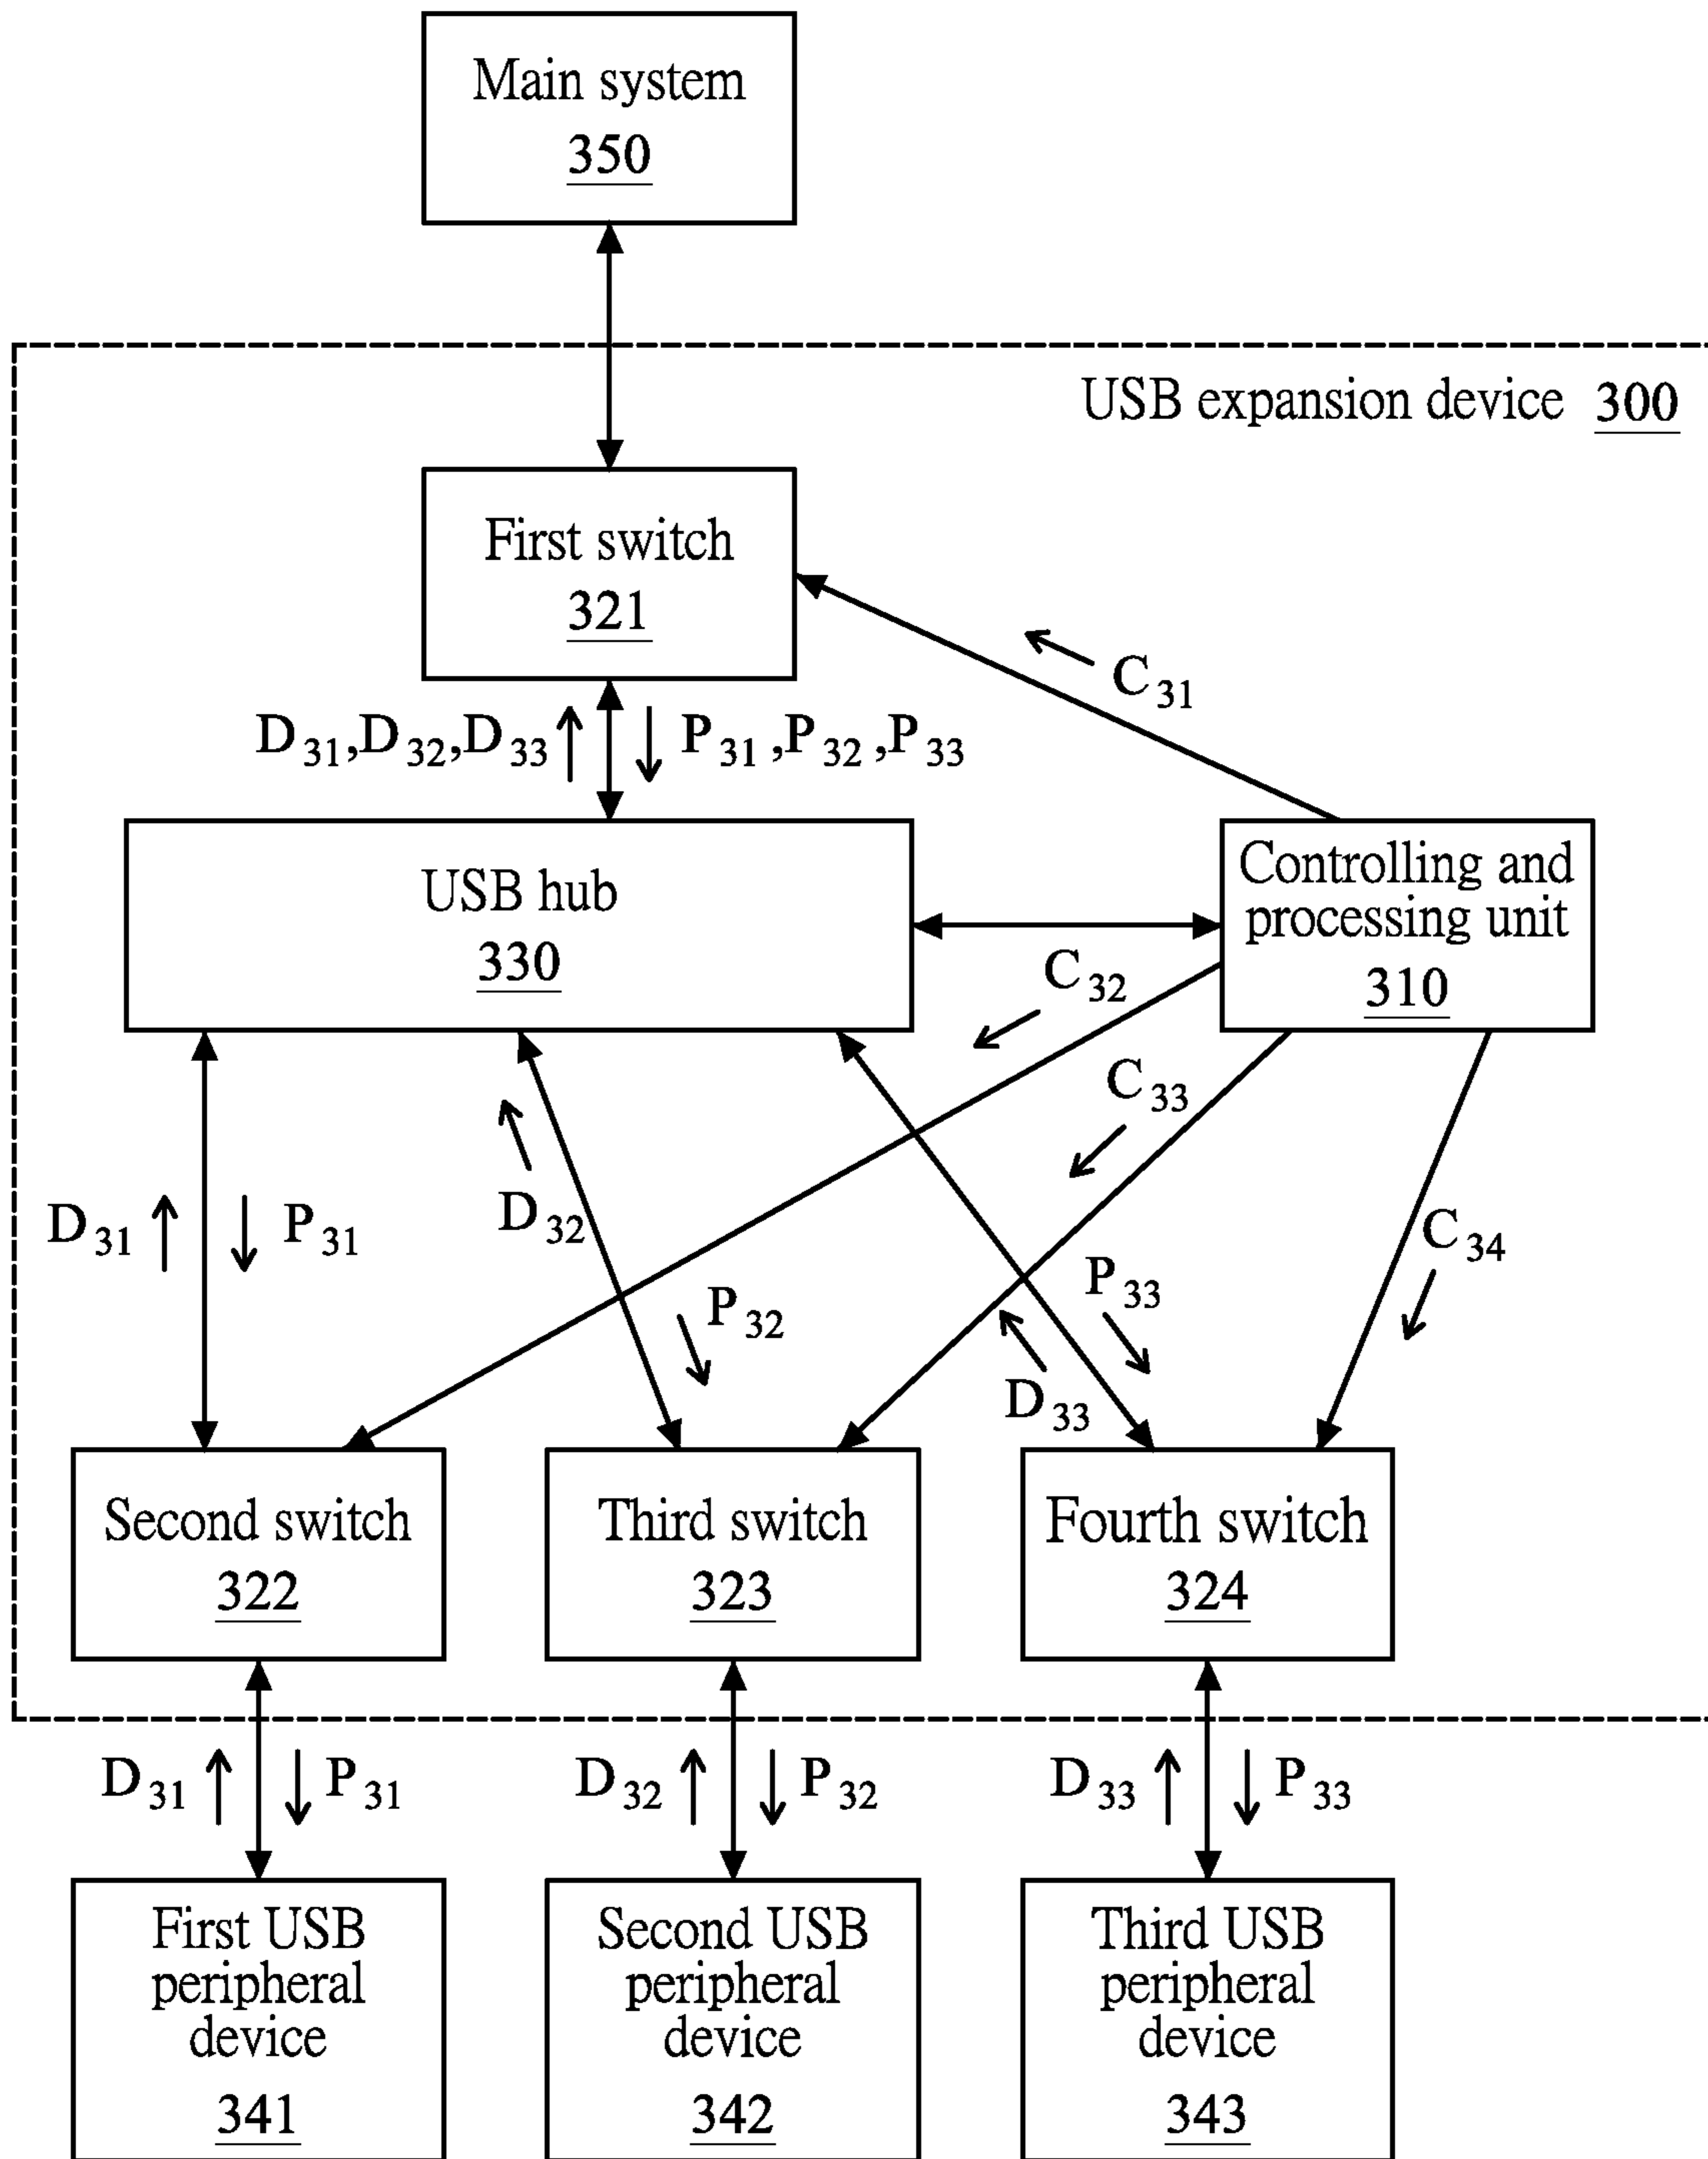 Main system
350
USB expansion device 300
First switch
321
C31
D31,D32,D33
P31,P32,P33
USB hub
330
Controlling and
processing unit
310
C32
C33
D31
P31
D32
P32
P33
D33
C34
Second switch
322
Third switch
323
Fourth switch
324
D31
P31
D32
P32
D33
P33
First USB
peripheral
device
341
Second USB
peripheral
device
342
Third USB
peripheral
device
343